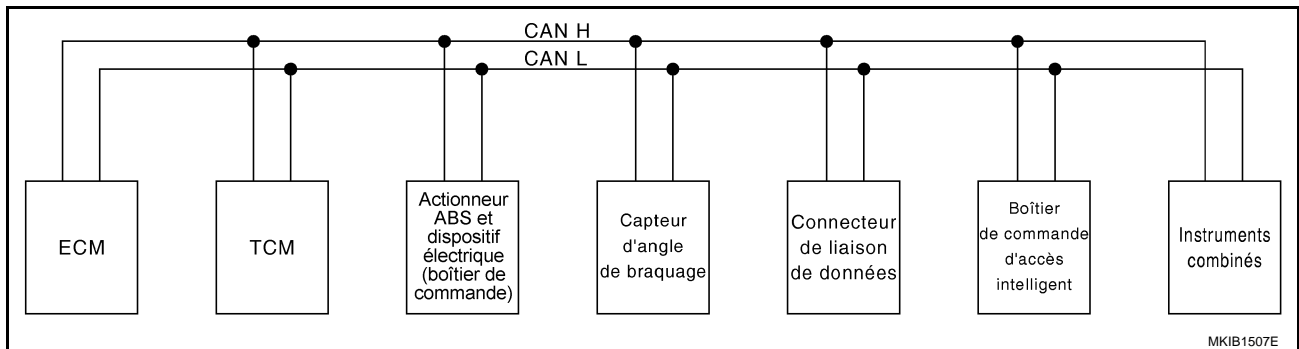 CAN H
CAN L
ECM
TCM
Actionneur
ABS et
dispositif
électrique
(boîtier de
commande)
Capteur
d'angle
de braquage
Connecteur
de liaison
de données
Boîtier
de commande
d'accès
intelligent
Instruments
combinés
MKIB1507E